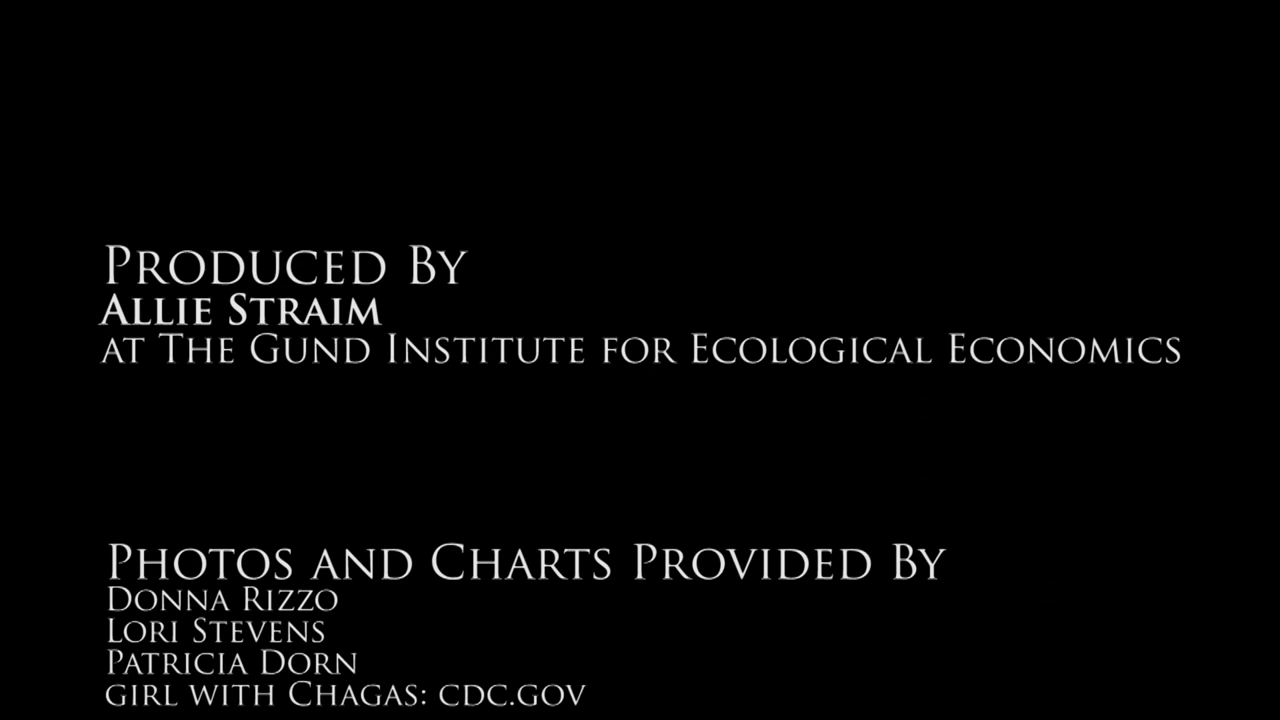 Produced By
Allie Straim
at The Gund Institute for Ecological Economics
Photos and Charts Provided By
Donna Rizzo
Lori Stevens
Patricia Dorn
girl with Chagas: cdc.gov